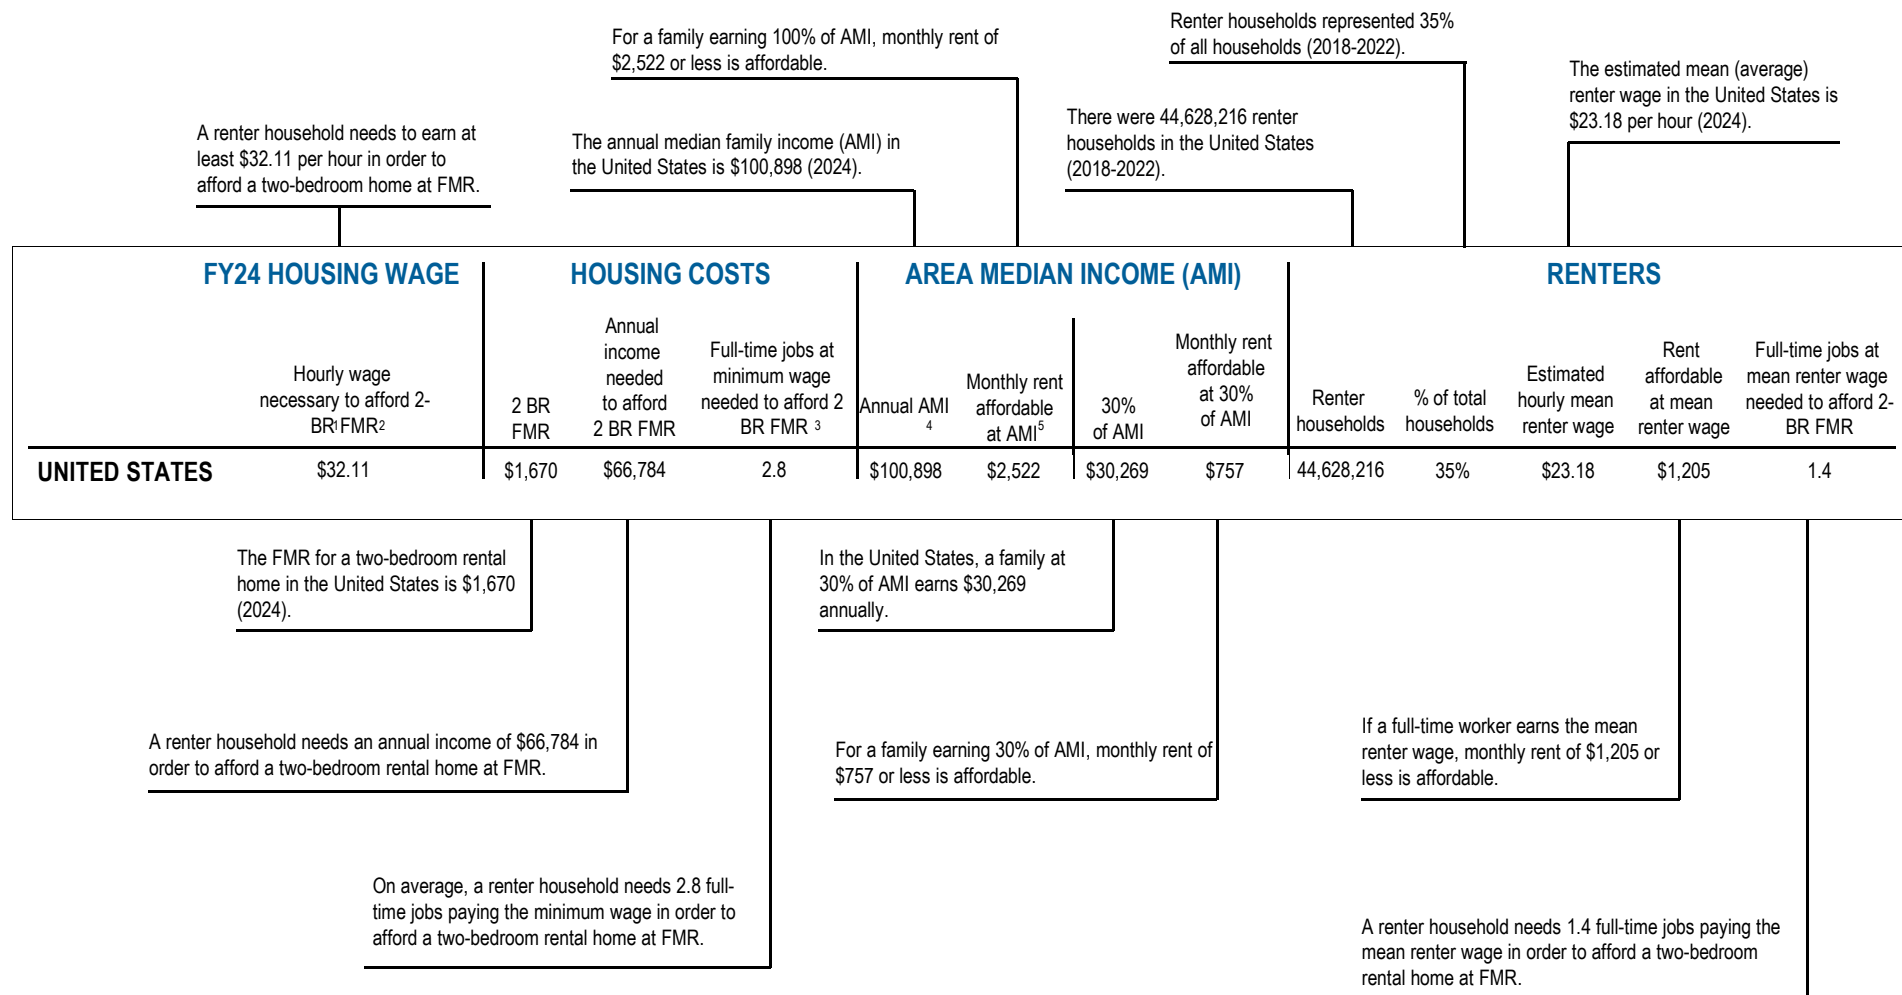 Renter households represented 35%
of all households (2018-2022).
For a family earning 100% of AMI, monthly rent of
$2,522 or less is affordable.
The estimated mean (average)
renter wage in the United States is
$23.18 per hour (2024).
There were 44,628,216 renter
households in the United States
(2018-2022).
A renter household needs to earn at
least $32.11 per hour in order to
afford a two-bedroom home at FMR.
The annual median family income (AMI) in
the United States is $100,898 (2024).
FY24 HOUSING WAGE
HOUSING COSTS
AREA MEDIAN INCOME (AMI)
RENTERS
Hourly wage
necessary to afford 2-
BR1 FMR2
2 BR
FMR
Annual
income
needed
to afford
2 BR FMR
Full-time jobs at
minimum wage
needed to afford 2
BR FMR 3
Annual AMI
4
Monthly rent
affordable
at AMI5
30%
of AMI
Monthly rent
affordable
at 30%
of AMI
Renter
households
% of total
households
Estimated
hourly mean
renter wage
Rent
affordable
at mean
renter wage
Full-time jobs at
mean renter wage
needed to afford 2-
BR FMR
UNITED STATES $32.11 $1,670 $66,784 2.8 $100,898 $2,522 $30,269 $757 44,628,216 35% $23.18 $1,205 1.4
The FMR for a two-bedroom rental
home in the United States is $1,670
(2024).
In the United States, a family at
30% of AMI earns $30,269
annually.
A renter household needs an annual income of $66,784 in
order to afford a two-bedroom rental home at FMR.
For a family earning 30% of AMI, monthly rent of
$757 or less is affordable.
If a full-time worker earns the mean
renter wage, monthly rent of $1,205 or
less is affordable.
On average, a renter household needs 2.8 full-
time jobs paying the minimum wage in order to
afford a two-bedroom rental home at FMR.
A renter household needs 1.4 full-time jobs paying the
mean renter wage in order to afford a two-bedroom
rental home at FMR.